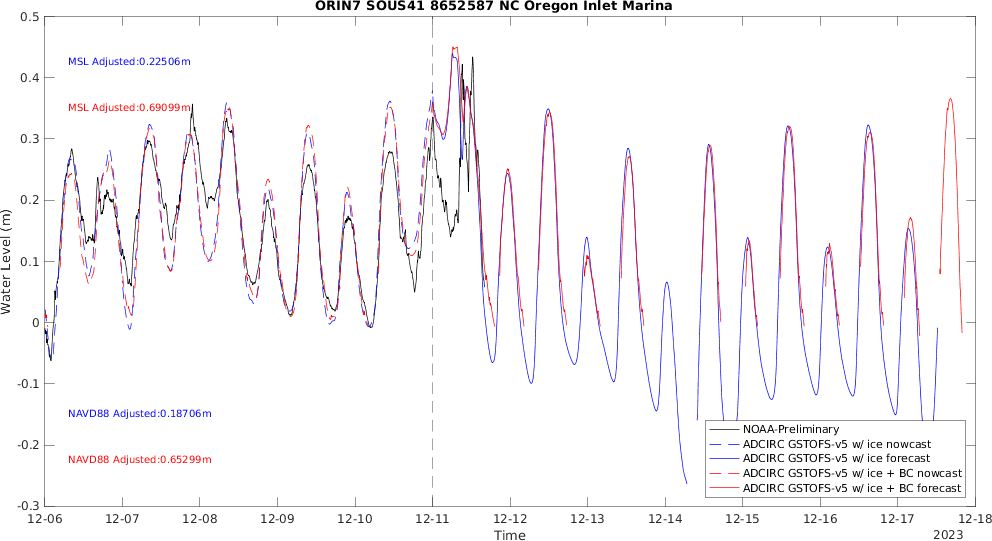 ORIN7 SOUS41 8652587 NC Oregon Inlet Marina
0.5
0.4
0.3
0.2
0.1
0
-0.1
-0.2
-0.3
Water Level (m)
MSL Adjusted:0.22506m
MSL Adjusted:0.69099m
NAVD88 Adjusted:0.18706m
NAVD88 Adjusted:0.65299m
NOAA-Preliminary
ADCIRC GSTOFS-v5 w/ ice nowcast
ADCIRC GSTOFS-v5 w/ ice forecast
ADCIRC GSTOFS-v5 w/ ice + BC nowcast
ADCIRC GSTOFS-v5 w/ ice + BC forecast
12-06 12-07 12-08 12-09 12-10 12-11 12-12 12-13 12-14 12-15 12-16 12-17 12-18
Time
2023